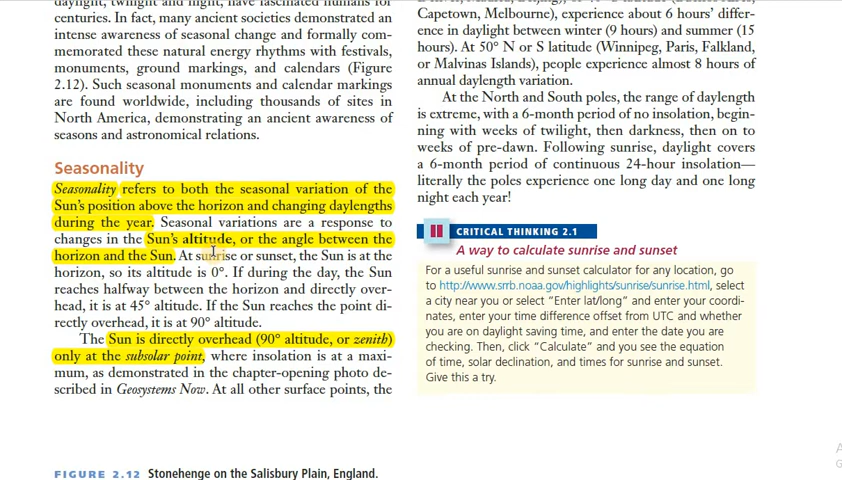 daylight, twilight and night, have fascinated humans for
centuries. In fact, many ancient societies demonstrated an
intense awareness of seasonal change and formally com-
memorated these natural energy rhythms with festivals,
monuments, ground markings, and calendars (Figure
2.12). Such seasonal monuments and calendar markings
are found worldwide, including thousands of sites in
North America, demonstrating an ancient awareness of
seasons and astronomical relations.
Seasonality
Seasonality refers to both the seasonal variation of the
Sun's position above the horizon and changing daylengths
during the year. Seasonal variations are a response to
changes in the Sun's altitude, or the angle between the
horizon and the Sun. At sunrise or sunset, the Sun is at the
horizon, so its altitude is 0°. If during the day, the Sun
reaches halfway between the horizon and directly over-
head, it is at 45° altitude. If the Sun reaches the point di-
rectly overhead, it is at 90° altitude.
The Sun is directly overhead (90° altitude, or zenith)
only at the subsolar point, where insolation is at a maxi-
mum, as demonstrated in the chapter-opening photo de-
scribed in Geosystems Now. At all other surface points, the
FIGURE 2.12 Stonehenge on the Salisbury Plain, England.
Capetown, Melbourne), experience about 6 hours' differ-
ence in daylight between winter (9 hours) and summer (15
hours). At 50° N or S latitude (Winnipeg, Paris, Falkland,
or Malvinas Islands), people experience almost 8 hours of
annual daylength variation.
At the North and South poles, the range of daylength
is extreme, with a 6-month period of no insolation, begin-
ning with weeks of twilight, then darkness, then on to
weeks of pre-dawn. Following sunrise, daylight covers
a 6-month period of continuous 24-hour insolation—
literally the poles experience one long day and one long
night each year!
CRITICAL THINKING 2.1
A way to calculate sunrise and sunset
For a useful sunrise and sunset calculator for any location, go
to http://www.srrb.noaa.gov/highlights/sunrise/sunrise.html, select
a city near you or select "Enter lat/long" and enter your coordi-
nates, enter your time difference offset from UTC and whether
you are on daylight saving time, and enter the date you are
checking. Then, click "Calculate" and you see the equation
of time, solar declination, and times for sunrise and sunset.
Give this a try.